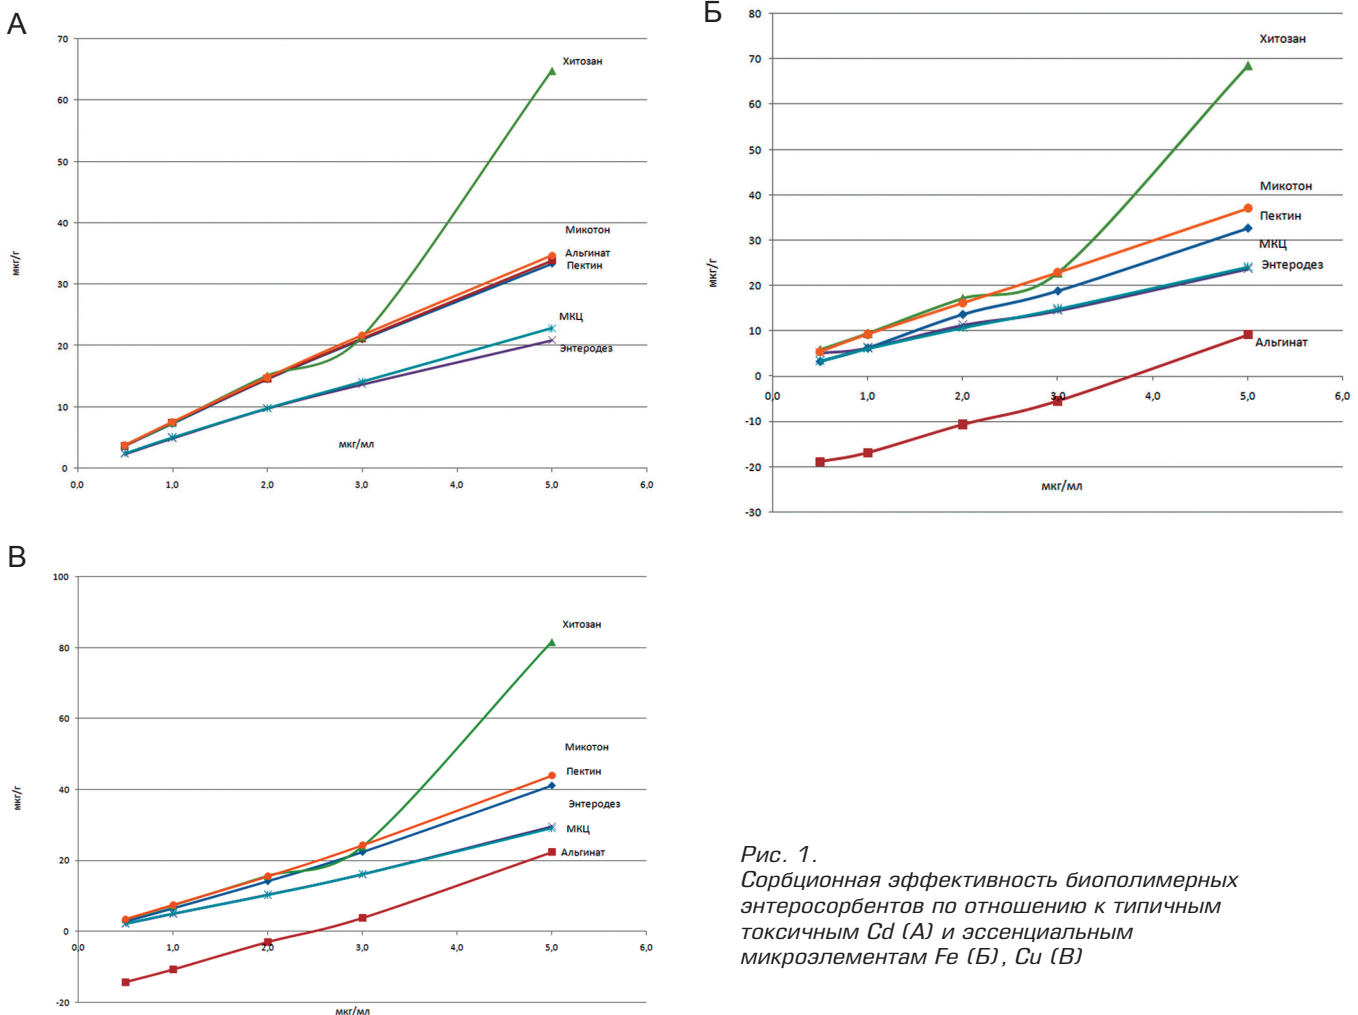 А
70
60
50
40
30
20
10
0
мкг/г
Хитозан
Микотон
Альгинат
Пектин
МКЦ
Энтеродез
мкг/мл
0,0 1,0 2,0 3,0 4,0 5,0 6,0
Б
80
70
60
50
40
30
20
10
0
-10
-20
-30
мкг/г
Хитозан
Микотон
Пектин
МКЦ
Энтеродез
Альгинат
0,0 1,0 2,0 3,0 4,0 5,0 6,0
мкг/мл
В
100
80
60
40
20
0
-20
мкг/г
Хитозан
Микотон
Пектин
Энтеродез
МКЦ
Альгинат
0,0 1,0 2,0 3,0 4,0 5,0 6,0
мкг/мл
Рис. 1.
Сорбционная эффективность биополимерных
энтеросорбентов по отношению к типичным
токсичным Cd (А) и эссенциальным
микроэлементам Fe (Б), Cu (В)